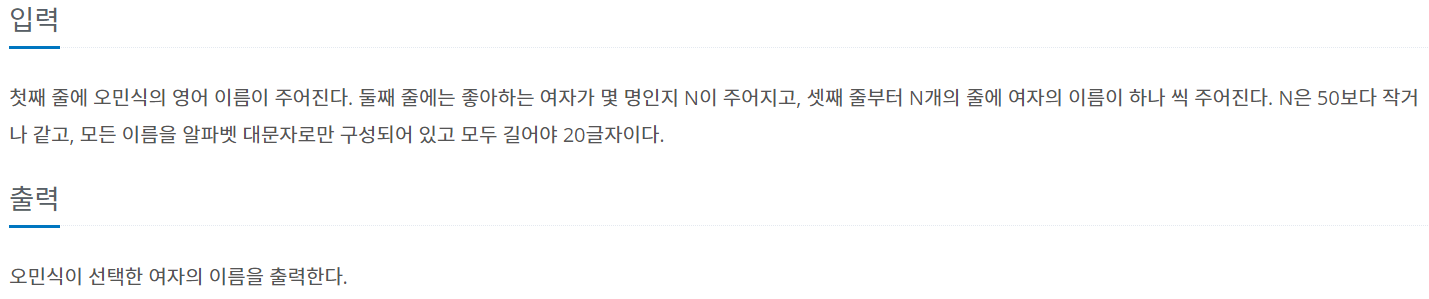 입력
첫째 줄에 오민식의 영어 이름이 주어진다. 둘째 줄에는 좋아하는 여자가 몇 명인지 N이 주어지고, 셋째 줄부터 N개의 줄에 여자의 이름이 하나 씩 주어진다. N은 50보다 작거
나 같고, 모든 이름을 알파벳 대문자로만 구성되어 있고 모두 길어야 20글자이다.
출력
오민식이 선택한 여자의 이름을 출력한다.